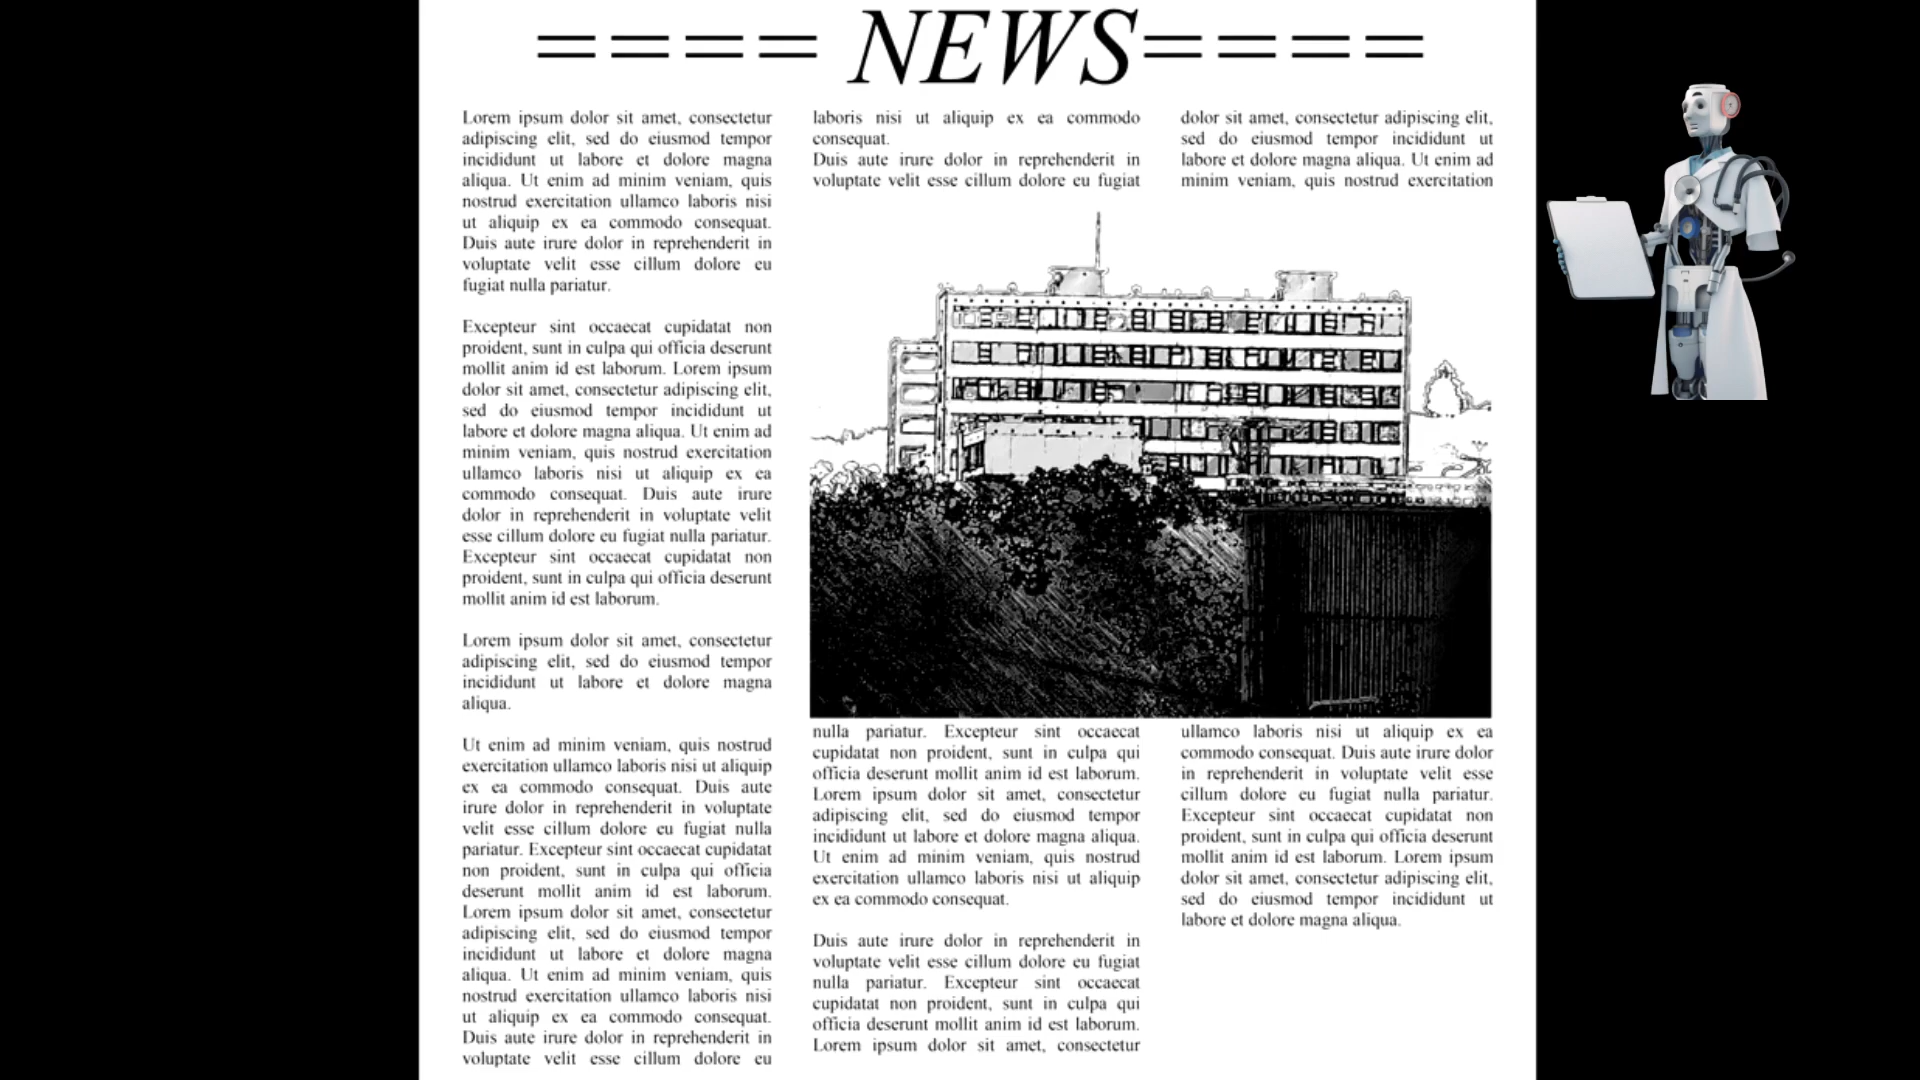 ==== NEWS====
Lorem ipsum dolor sit amet, consectetur
adipiscing elit, sed do eiusmod tempor
incididunt ut labore et dolore magna
aliqua. Ut enim ad minim veniam, quis
nostrud exercitation ullamco laboris nisi
ut aliquip ex ea commodo consequat.
Duis aute irure dolor in reprehenderit in
voluptate velit esse cillum dolore eu
fugiat nulla pariatur.
Excepteur sint occaecat cupidatat non
proident, sunt in culpa qui officia deserunt
mollit anim id est laborum. Lorem ipsum
dolor sit amet, consectetur adipiscing elit,
sed do eiusmod tempor incididunt ut
labore et dolore magna aliqua. Ut enim ad
minim veniam, quis nostrud exercitation
ullamco laboris nisi ut aliquip ex ea
commodo consequat. Duis aute irure
dolor in reprehenderit in voluptate velit
esse cillum dolore eu fugiat nulla pariatur.
Excepteur sint occaecat cupidatat non
proident, sunt in culpa qui officia deserunt
mollit anim id est laborum.
Lorem ipsum dolor sit amet, consectetur
adipiscing elit, sed do eiusmod tempor
incididunt ut labore et dolore magna
aliqua.
Ut enim ad minim veniam, quis nostrud
exercitation ullamco laboris nisi ut aliquip
ex ea commodo consequat. Duis aute
irure dolor in reprehenderit in voluptate
velit esse cillum dolore eu fugiat nulla
pariatur. Excepteur sint occaecat cupidatat
non proident, sunt in culpa qui officia
deserunt mollit anim id est laborum.
Lorem ipsum dolor sit amet, consectetur
adipiscing elit, sed do eiusmod tempor
incididunt ut labore et dolore magna
aliqua. Ut enim ad minim veniam, quis
nostrud exercitation ullamco laboris nisi
ut aliquip ex ea commodo consequat.
Duis aute irure dolor in reprehenderit in
voluptate velit esse cillum dolore eu
laboris nisi ut aliquip ex ea commodo
consequat.
Duis aute irure dolor in reprehenderit in
voluptate velit esse cillum dolore eu fugiat
nulla pariatur. Excepteur sint occaecat
cupidatat non proident, sunt in culpa qui
officia deserunt mollit anim id est laborum.
Lorem ipsum dolor sit amet, consectetur
adipiscing elit, sed do eiusmod tempor
incididunt ut labore et dolore magna aliqua.
Ut enim ad minim veniam, quis nostrud
exercitation ullamco laboris nisi ut aliquip
ex ea commodo consequat.
Duis aute irure dolor in reprehenderit in
voluptate velit esse cillum dolore eu fugiat
nulla pariatur. Excepteur sint occaecat
cupidatat non proident, sunt in culpa qui
officia deserunt mollit anim id est laborum.
Lorem ipsum dolor sit amet, consectetur
dolor sit amet, consectetur adipiscing elit,
sed do eiusmod tempor incididunt ut
labore et dolore magna aliqua. Ut enim ad
minim veniam, quis nostrud exercitation
ullamco laboris nisi ut aliquip ex ea
commodo consequat. Duis aute irure dolor
in reprehenderit in voluptate velit esse
cillum dolore eu fugiat nulla pariatur.
Excepteur sint occaecat cupidatat non
proident, sunt in culpa qui officia deserunt
mollit anim id est laborum. Lorem ipsum
dolor sit amet, consectetur adipiscing elit,
sed do eiusmod tempor incididunt ut
labore et dolore magna aliqua.